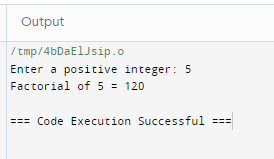 Output
/tmp/4bDaElJsip.o
Enter a positive integer: 5
Factorial of 5 = 120
=== Code Execution Successful ===